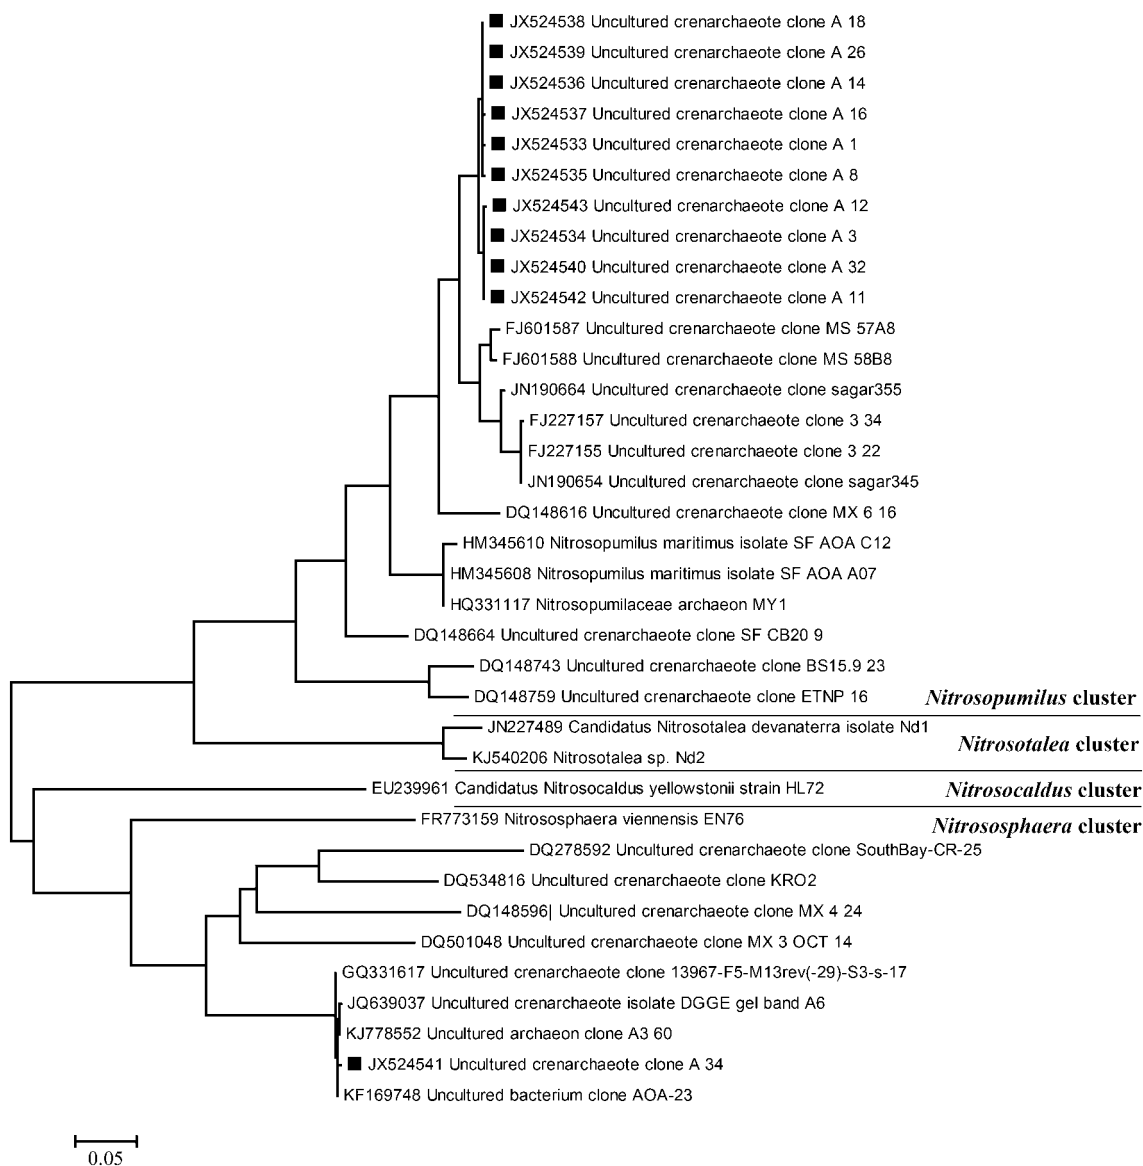 JX524538 Uncultured crenarchaeote clone A 18
JX524539 Uncultured crenarchaeote clone A 26
JX524536 Uncultured crenarchaeote clone A 14
JX524537 Uncultured crenarchaeote clone A 16
JX524533 Uncultured crenarchaeote clone A 1
JX524535 Uncultured crenarchaeote clone A 8
JX524543 Uncultured crenarchaeote clone A 12
JX524534 Uncultured crenarchaeote clone A 3
JX524540 Uncultured crenarchaeote clone A 32
JX524542 Uncultured crenarchaeote clone A 11
FJ601587 Uncultured crenarchaeote clone MS 57A8
FJ601588 Uncultured crenarchaeote clone MS 58B8
JN190664 Uncultured crenarchaeote clone sagar355
FJ227157 Uncultured crenarchaeote clone 3 34
FJ227155 Uncultured crenarchaeote clone 3 22
JN190654 Uncultured crenarchaeote clone sagar345
DQ148616 Uncultured crenarchaeote clone MX 6 16
HM345610 Nitrosopumilus maritimus isolate SF AOA C12
HM345608 Nitrosopumilus maritimus isolate SF AOA A07
HQ331117 Nitrosopumilaceae archaeon MY1
DQ148664 Uncultured crenarchaeote clone SF CB20 9
DQ148743 Uncultured crenarchaeote clone BS15.9 23
DQ148759 Uncultured crenarchaeote clone ETNP 16
Nitrosopumilus cluster
JN227489 Candidatus Nitrosotalea devanaterra isolate Nd1
Nitrosotalea cluster
KJ540206 Nitrosotalea sp. Nd2
EU239961 Candidatus Nitrosocaldus yellowstonii strain HL72
Nitrosocaldus cluster
FR773159 Nitrososphaera viennensis EN76
Nitrososphaera cluster
DQ278592 Uncultured crenarchaeote clone SouthBay-CR-25
DQ534816 Uncultured crenarchaeote clone KRO2
DQ148596| Uncultured crenarchaeote clone MX 4 24
DQ501048 Uncultured crenarchaeote clone MX 3 OCT 14
GQ331617 Uncultured crenarchaeote clone 13967-F5-M13rev(-29)-S3-s-17
JQ639037 Uncultured crenarchaeote isolate DGGE gel band A6
KJ778552 Uncultured archaeon clone A3 60
JX524541 Uncultured crenarchaeote clone A 34
KF169748 Uncultured bacterium clone AOA-23
0.05